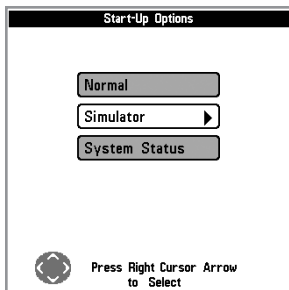 Start-Up Options
Normal
Simulator
System Status
Press Right Cursor Arrow
to Select